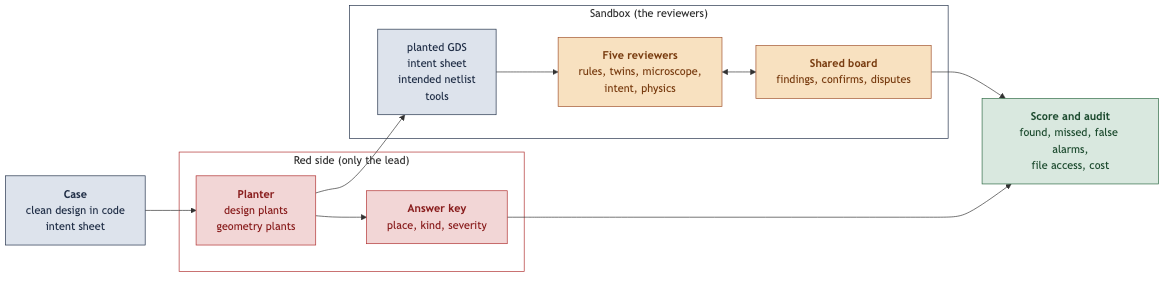 Sandbox (the reviewers)
planted GDS
intent sheet
intended netlist
tools
Five reviewers
rules, twins, microscope,
intent, physics
Shared board
findings, confirms, disputes
Score and audit
found, missed, false
alarms,
file access, cost
Red side (only the lead)
Case
clean design in code
intent sheet
Planter
design plants
geometry plants
Answer key
place, kind, severity